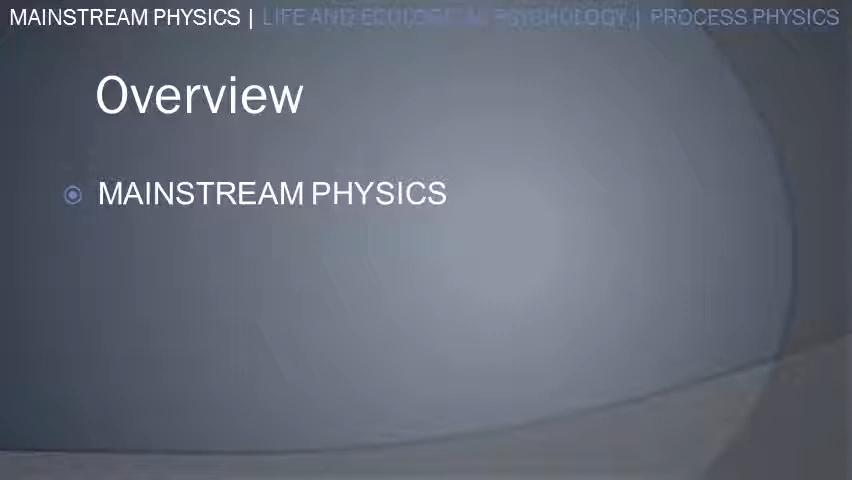 MAINSTREAM PHYSICS | LIFE AND ECOLOGICAL PSYCHOLOGY | PROCESS PHYSICS
Overview
MAINSTREAM PHYSICS